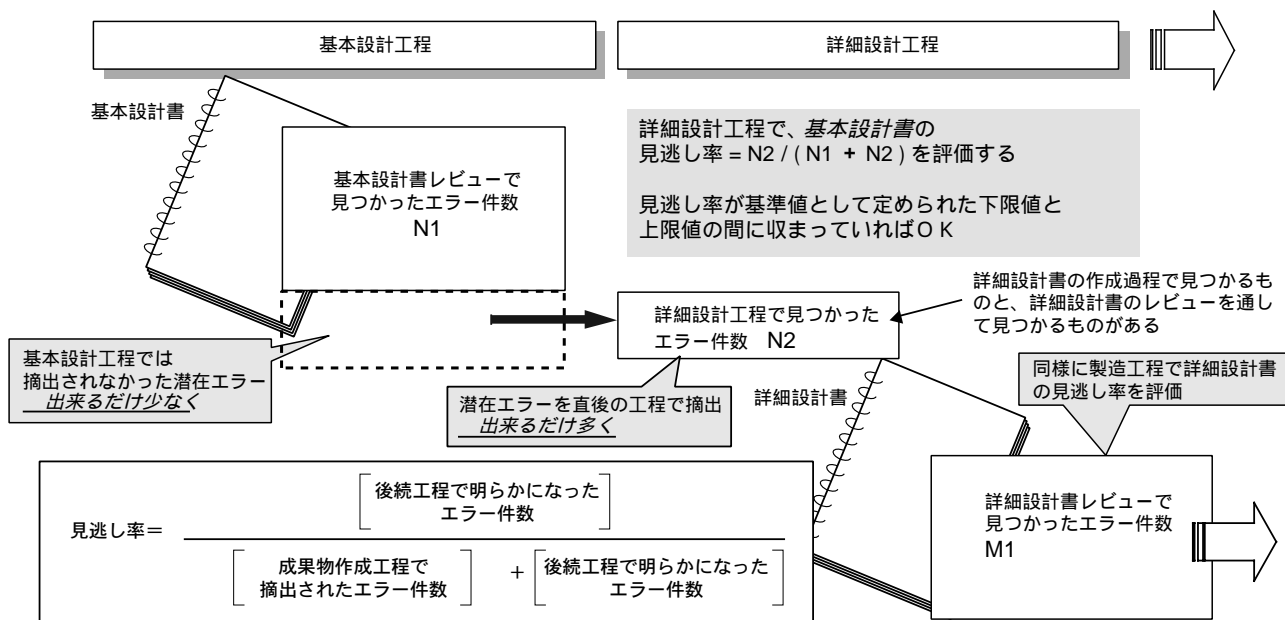 基本設計工程
詳細設計工程
基本設計書
基本設計書レビューで
見つかったエラー件数
N1
詳細設計工程で、基本設計書の
見逃し率 = N2 / ( N1 + N2 ) を評価する
見逃し率が基準値として定められた下限値と
上限値の間に収まっていればＯＫ
詳細設計書の作成過程で見つかるも
のと、詳細設計書のレビューを通し
て見つかるものがある
詳細設計工程で見つかった
エラー件数 N2
基本設計工程では
摘出されなかった潜在エラー
出来るだけ少なく
潜在エラーを直後の工程で摘出
出来るだけ多く
詳細設計書
同様に製造工程で詳細設計書
の見逃し率を評価
詳細設計書レビューで
見つかったエラー件数
M1
見逃し率＝
後続工程で明らかになった
エラー件数
成果物作成工程で
摘出されたエラー件数
+
後続工程で明らかになった
エラー件数